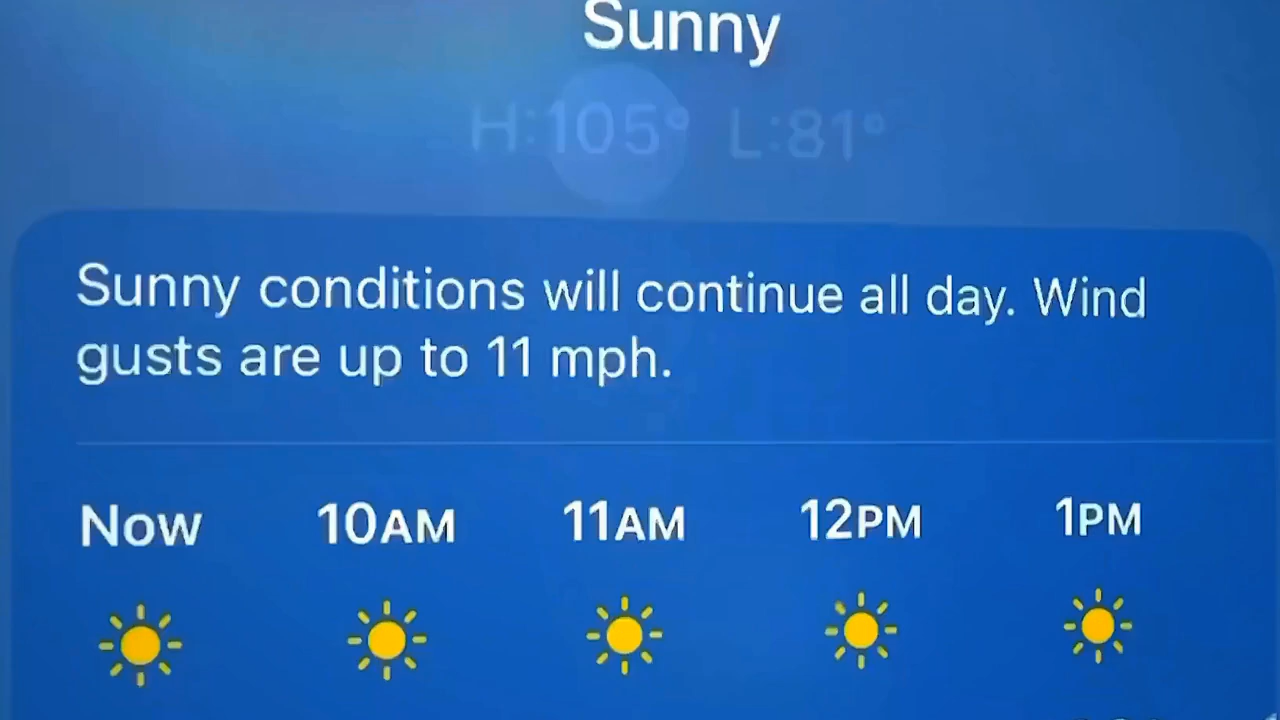 Sunny
H:105° L:81°
Sunny conditions will continue all day. Wind
gusts are up to 11 mph.
Now 10AM 11AM 12PM 1PM